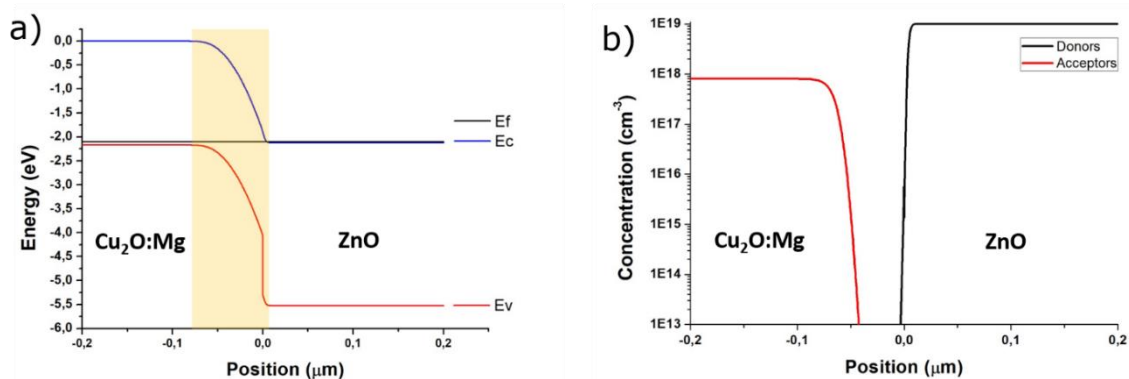 a)
0,0
-0,5
-1,0
-1,5
-2,0
-2,5
-3,0
-3,5
-4,0
-4,5
-5,0
-5,5
-6,0
Energy (eV)
Ef
Ec
Ev
Cu₂O:Mg
ZnO
-0,2 -0,1 0,0 0,1 0,2
Position (μm)
b)
1E19
1E18
1E17
1E16
1E15
1E14
1E13
Concentration (cm⁻³)
Donors
Acceptors
Cu₂O:Mg
ZnO
-0,2 -0,1 0,0 0,1 0,2
Position (μm)